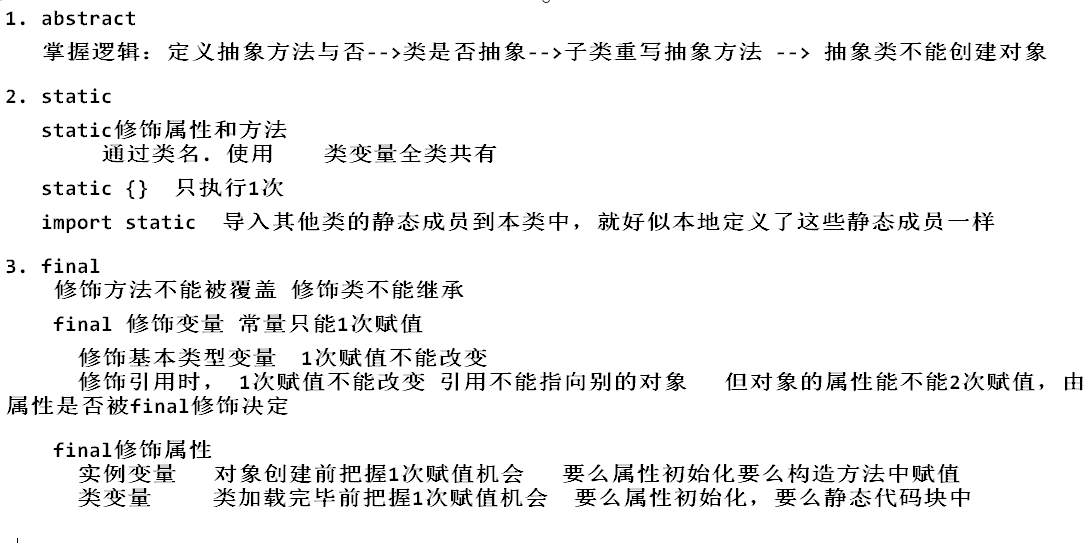 1. abstract
掌握逻辑：定义抽象方法与否-->类是否抽象-->子类重写抽象方法 --> 抽象类不能创建对象
2. static
static修饰属性和方法
通过类名．使用 类变量全类共有
static {} 只执行1次
import static 导入其他类的静态成员到本类中，就好似本地定义了这些静态成员一样
3. final
修饰方法不能被覆盖 修饰类不能继承
final 修饰变量 常量只能1次赋值
修饰基本类型变量 1次赋值不能改变
修饰引用时， 1次赋值不能改变 引用不能指向别的对象 但对象的属性能不能2次赋值，由
属性是否被final修饰决定
final修饰属性
实例变量 对象创建前把握1次赋值机会 要么属性初始化要么构造方法中赋值
类变量 类加载完毕前把握1次赋值机会 要么属性初始化，要么静态代码块中